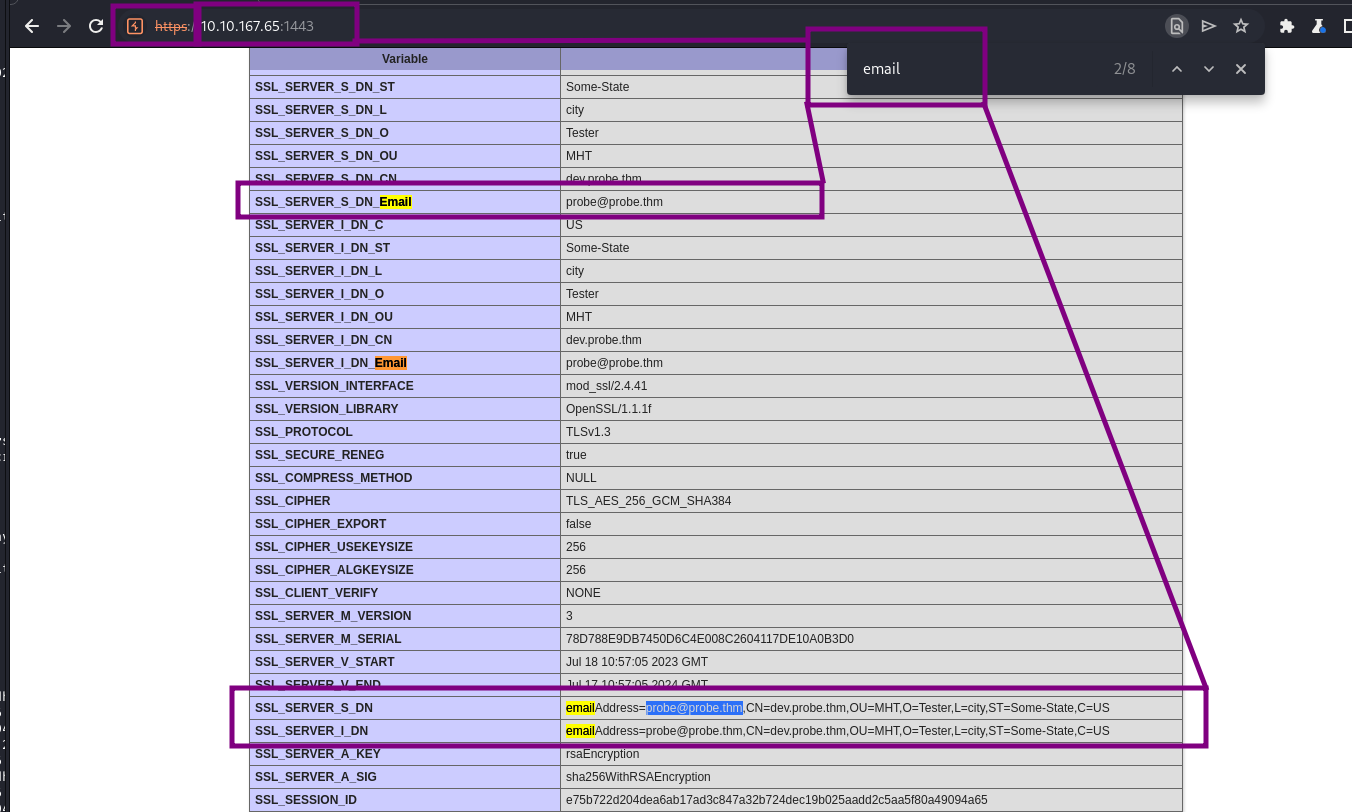 https://10.10.167.65:1443
email 2/8
Variable
SSL_SERVER_S_DN_ST Some-State
SSL_SERVER_S_DN_L city
SSL_SERVER_S_DN_O Tester
SSL_SERVER_S_DN_OU MHT
SSL_SERVER_S_DN_CN dev.probe.thm
SSL_SERVER_S_DN_Email probe@probe.thm
SSL_SERVER_I_DN_C US
SSL_SERVER_I_DN_ST Some-State
SSL_SERVER_I_DN_L city
SSL_SERVER_I_DN_O Tester
SSL_SERVER_I_DN_OU MHT
SSL_SERVER_I_DN_CN dev.probe.thm
SSL_SERVER_I_DN_Email probe@probe.thm
SSL_VERSION_INTERFACE mod_ssl/2.4.41
SSL_VERSION_LIBRARY OpenSSL/1.1.1f
SSL_PROTOCOL TLSv1.3
SSL_SECURE_RENEG true
SSL_COMPRESS_METHOD NULL
SSL_CIPHER TLS_AES_256_GCM_SHA384
SSL_CIPHER_EXPORT false
SSL_CIPHER_USEKEYSIZE 256
SSL_CIPHER_ALGKEYSIZE 256
SSL_CLIENT_VERIFY NONE
SSL_SERVER_M_VERSION 3
SSL_SERVER_M_SERIAL 78D788E9DB7450D6C4E008C2604117DE10A0B3D0
SSL_SERVER_V_START Jul 18 10:57:05 2023 GMT
SSL_SERVER_V_END Jul 17 10:57:05 2024 GMT
SSL_SERVER_S_DN emailAddress=probe@probe.thm,CN=dev.probe.thm,OU=MHT,O=Tester,L=city,ST=Some-State,C=US
SSL_SERVER_I_DN emailAddress=probe@probe.thm,CN=dev.probe.thm,OU=MHT,O=Tester,L=city,ST=Some-State,C=US
SSL_SERVER_A_KEY rsaEncryption
SSL_SERVER_A_SIG sha256WithRSAEncryption
SSL_SESSION_ID e75b722d204dea6ab17ad3c847a32b724dec19b025aadd2c5aa5f80a49094a65